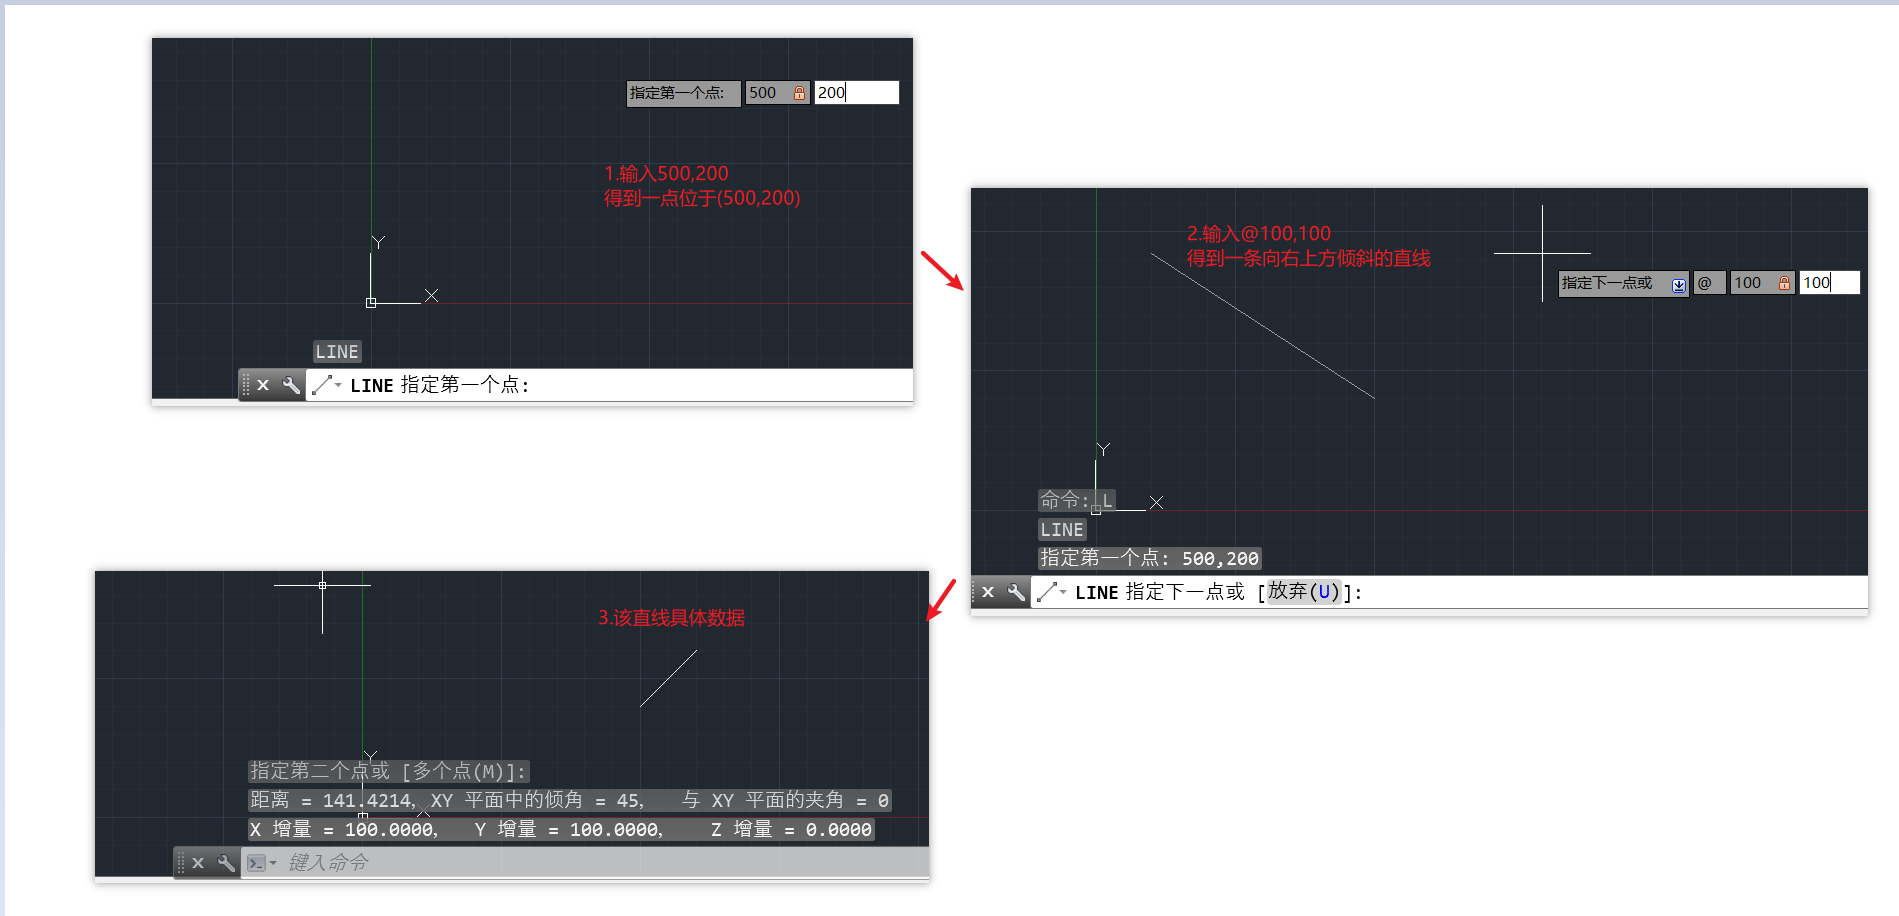 指定第一个点: 500 200
1.输入500,200
得到一点位于(500,200)
Y
X
LINE
LINE 指定第一个点:
2.输入@100,100
得到一条向右上方倾斜的直线
指定下一点或 @ 100 100
Y
命令: L
X
LINE
指定第一个点: 500,200
LINE 指定下一点或 [放弃(U)]:
3.该直线具体数据
Y
指定第二个点或 [多个点(M)]:
距离 = 141.4214, XY 平面中的倾角 = 45, 与 XY 平面的夹角 = 0
X
X 增量 = 100.0000, Y 增量 = 100.0000, Z 增量 = 0.0000
键入命令